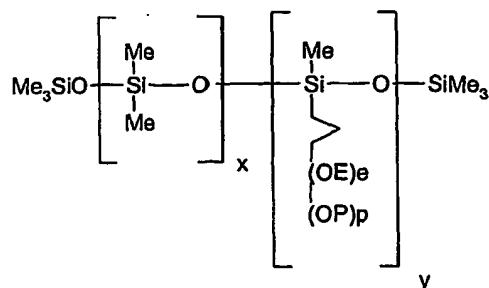 Me Me
Me₃SiO Si O Si O SiMe₃
Me
(OE)e
x
(OP)p
y